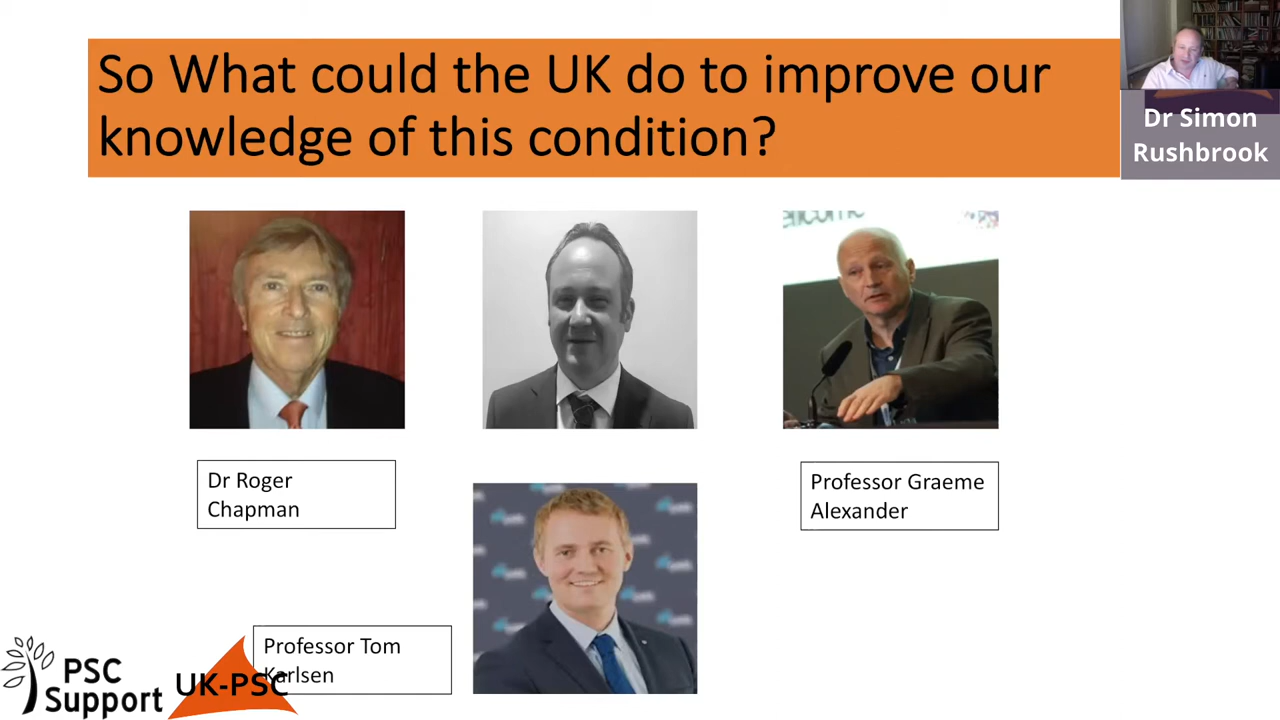 So What could the UK do to improve our
knowledge of this condition?
Dr Simon
Rushbrook
Dr Roger
Chapman
Professor Graeme
Alexander
Professor Tom
Karlsen
PSC
Support
UK-PSC